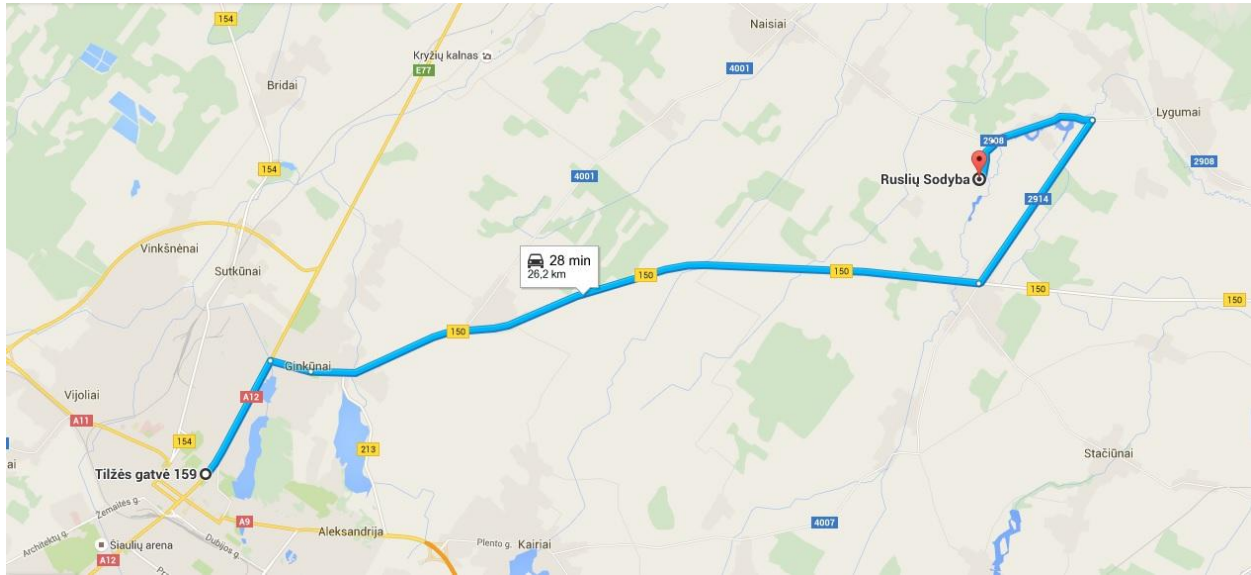 154
Naisiai
Kryžių kalnas
E77
4001
Bridai
Lygumai
2908
2908
154
4001
Ruslių Sodyba
2914
Vinkšnėnai
28 min
26,2 km
Sutkūnai
150
150
150
150
150
Ginkūnai
A12
Vijoliai
A11
154
213
Stačiūnai
ai
Tilžės gatvė 159
Žemaitės g.
A9
4007
Aleksandrija
Architektų g.
Dubijos g.
Plento g.
Kairiai
Šiaulių arena
A12